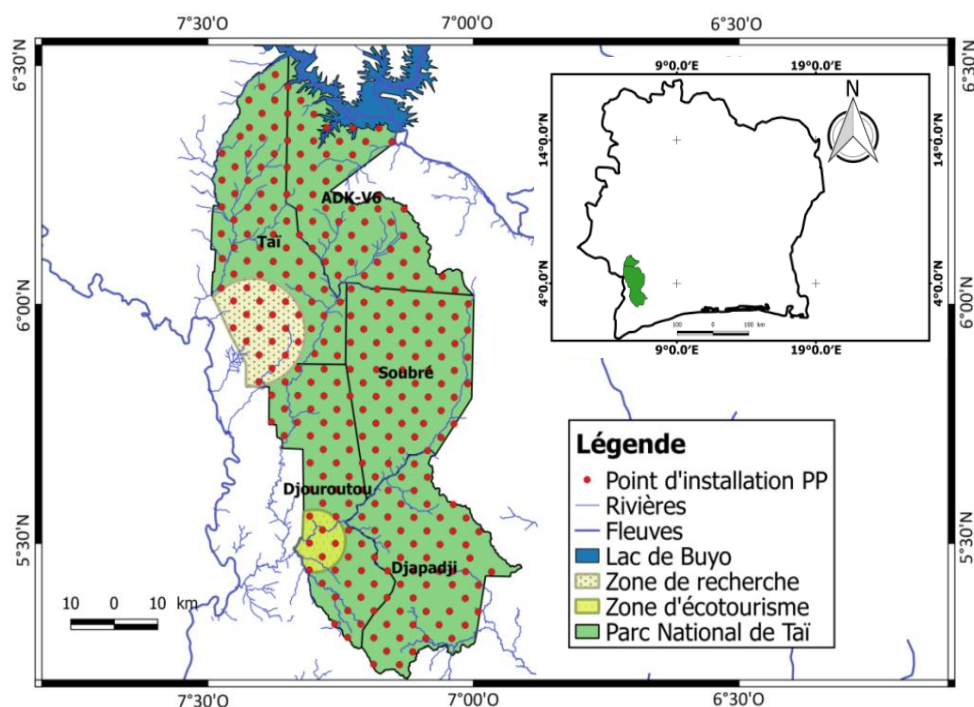 7°30'O 7°00'O 6°30'O
6°30'N
6°30'N
9°0.0'N 19°0.0'N
N
14°0.0'N
14°0.0'N
ADK-V6
Taï
4°0.0'N
4°0.0'N
6°00'N
6°00'N
100 0 100 km
9°0.0'N 19°0.0'N
Soubré
Légende
Point d'installation PP
Djouroutou
Rivières
Fleuves
5°30'N
5°30'N
Lac de Buyo
Djapadji
Zone de recherche
10 0 10 km
Zone d'écotourisme
Parc National de Taï
7°30'O 7°00'O 6°30'O